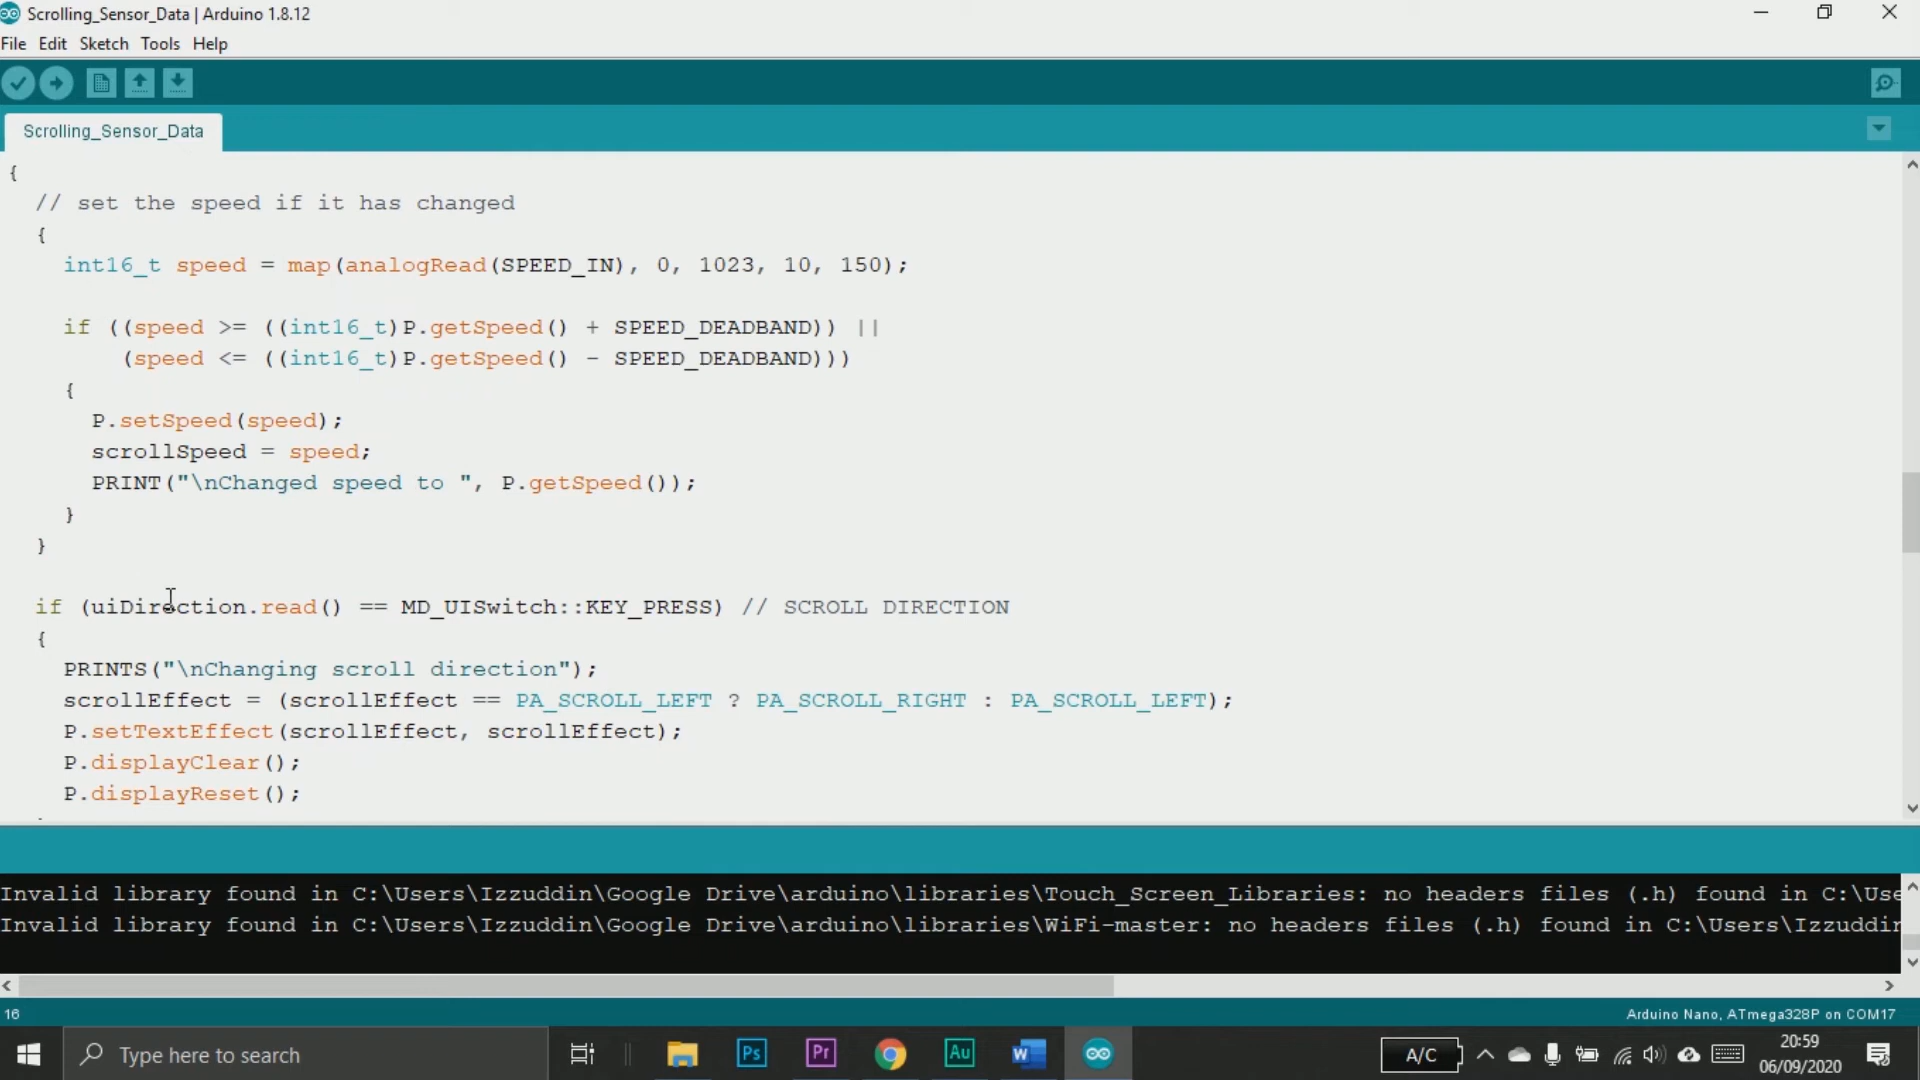 Scrolling_Sensor_Data | Arduino 1.8.12
File Edit Sketch Tools Help
Scrolling_Sensor_Data
{
// set the speed if it has changed
{
int16_t speed = map(analogRead(SPEED_IN), 0, 1023, 10, 150);
if ((speed >= ((int16_t)P.getSpeed() + SPEED_DEADBAND)) ||
(speed <= ((int16_t)P.getSpeed() - SPEED_DEADBAND)))
{
P.setSpeed(speed);
scrollSpeed = speed;
PRINT("\nChanged speed to ", P.getSpeed());
}
}
if (uiDirection.read() == MD_UISwitch::KEY_PRESS) // SCROLL DIRECTION
{
PRINTS("\nChanging scroll direction");
scrollEffect = (scrollEffect == PA_SCROLL_LEFT ? PA_SCROLL_RIGHT : PA_SCROLL_LEFT);
P.setTextEffect(scrollEffect, scrollEffect);
P.displayClear();
P.displayReset();
Invalid library found in C:\Users\Izzuddin\Google Drive\arduino\libraries\Touch_Screen_Libraries: no headers files (.h) found in C:\Use
Invalid library found in C:\Users\Izzuddin\Google Drive\arduino\libraries\WiFi-master: no headers files (.h) found in C:\Users\Izzuddin
16
Arduino Nano, ATmega328P on COM17
Type here to search
Ps
Pr
Au
W
A/C
20:59
06/09/2020